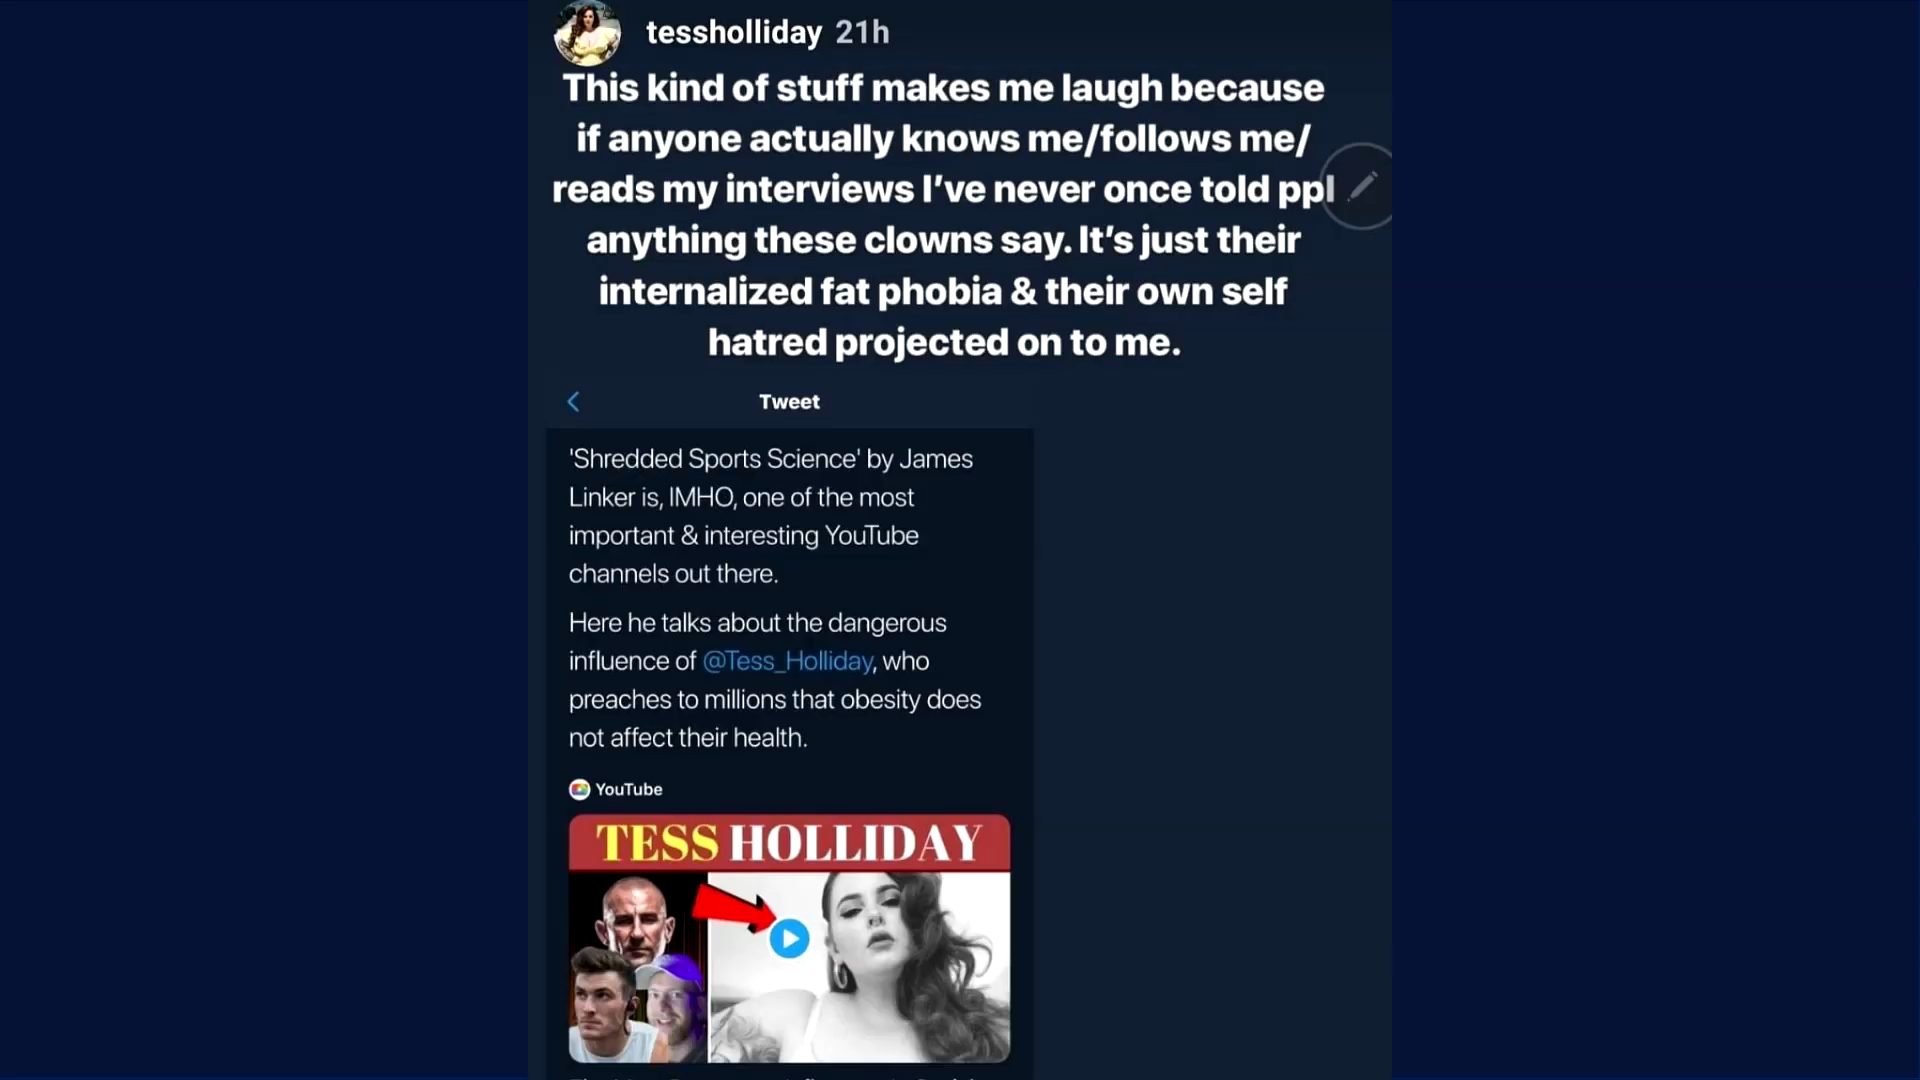 tessholliday 21h
This kind of stuff makes me laugh because
if anyone actually knows me/follows me/
reads my interviews I've never once told ppl
anything these clowns say. It's just their
internalized fat phobia & their own self
hatred projected on to me.
Tweet
'Shredded Sports Science' by James
Linker is, IMHO, one of the most
important & interesting YouTube
channels out there.
Here he talks about the dangerous
influence of @Tess_Holliday, who
preaches to millions that obesity does
not affect their health.
YouTube
TESS HOLLIDAY